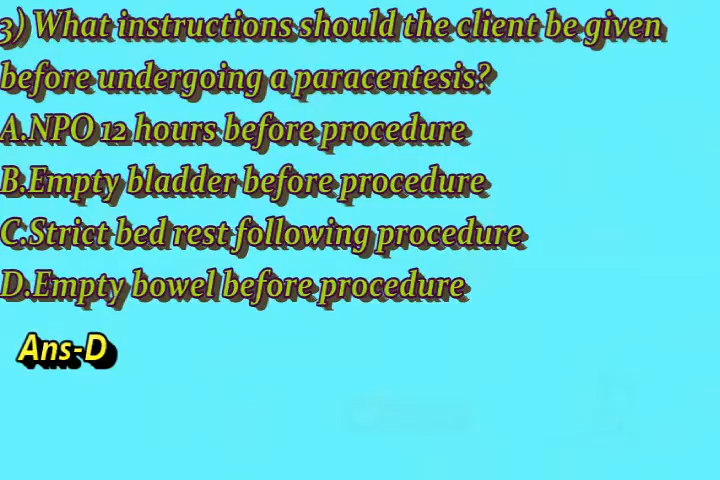 3) What instructions should the client be given
before undergoing a paracentesis?
A.NPO 12 hours before procedure
B.Empty bladder before procedure
C.Strict bed rest following procedure
D.Empty bowel before procedure
Ans-D